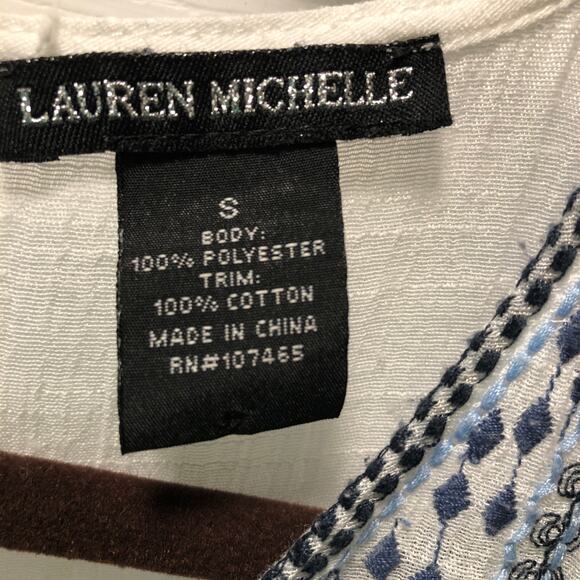 LAUREN MICHELLE
S
BODY:
100% POLYESTER
TRIM:
100% COTTON
MADE IN CHINA
RN#107465